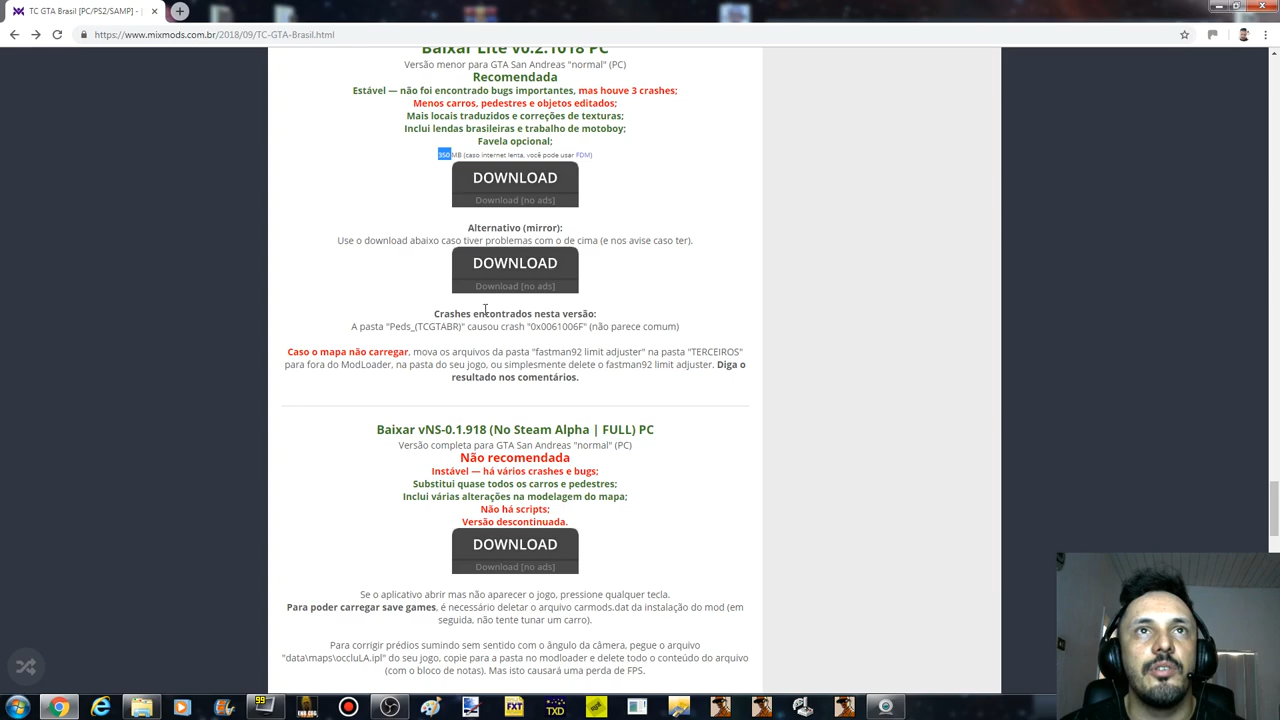 TC GTA Brasil [PC/PS2/SAMP] - |
https://www.mixmods.com.br/2018/09/TC-GTA-Brasil.html
Baixar Lite v0.2.1018 PC
Versão menor para GTA San Andreas "normal" (PC)
Recomendada
Estável — não foi encontrado bugs importantes, mas houve 3 crashes;
Menos carros, pedestres e objetos editados;
Mais locais traduzidos e correções de texturas;
Inclui lendas brasileiras e trabalho de motoboy;
Favela opcional;
350 MB (caso internet lenta, você pode usar FDM)
DOWNLOAD
Download [no ads]
Alternativo (mirror):
Use o download abaixo caso tiver problemas com o de cima (e nos avise caso ter).
DOWNLOAD
Download [no ads]
Crashes encontrados nesta versão:
A pasta "Peds_(TCGTABR)" causou crash "0x0061006F" (não parece comum)
Caso o mapa não carregar, mova os arquivos da pasta "fastman92 limit adjuster" na pasta "TERCEIROS"
para fora do ModLoader, na pasta do seu jogo, ou simplesmente delete o fastman92 limit adjuster. Diga o
resultado nos comentários.
Baixar vNS-0.1.918 (No Steam Alpha | FULL) PC
Versão completa para GTA San Andreas "normal" (PC)
Não recomendada
Instável — há vários crashes e bugs;
Substitui quase todos os carros e pedestres;
Inclui várias alterações na modelagem do mapa;
Não há scripts;
Versão descontinuada.
DOWNLOAD
Download [no ads]
Se o aplicativo abrir mas não aparecer o jogo, pressione qualquer tecla.
Para poder carregar save games, é necessário deletar o arquivo carmods.dat da instalação do mod (em
seguida, não tente tunar um carro).
Para corrigir prédios sumindo sem sentido com o ângulo da câmera, pegue o arquivo
"data\maps\occluLA.ipl" do seu jogo, copie para a pasta no modloader e delete todo o conteúdo do arquivo
(com o bloco de notas). Mas isto causará uma perda de FPS.
99
FXT
TXD